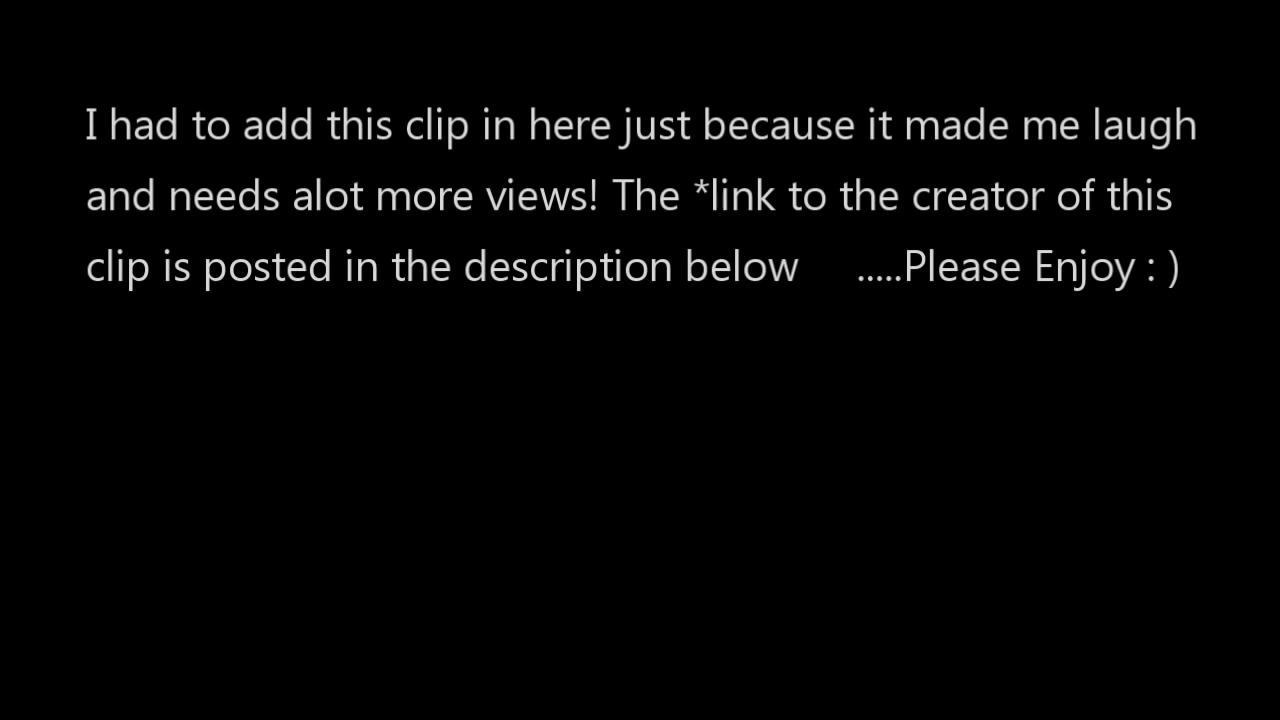 I had to add this clip in here just because it made me laugh
and needs alot more views! The *link to the creator of this
clip is posted in the description below     .....Please Enjoy : )